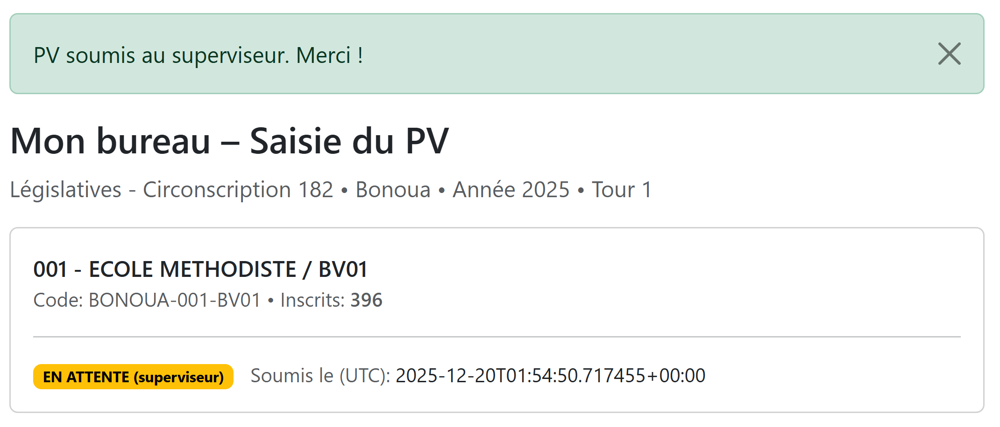 PV soumis au superviseur. Merci !
Mon bureau – Saisie du PV
Législatives - Circonscription 182 • Bonoua • Année 2025 • Tour 1
001 - ECOLE METHODISTE / BV01
Code: BONOUA-001-BV01 • Inscrits: 396
EN ATTENTE (superviseur) Soumis le (UTC): 2025-12-20T01:54:50.717455+00:00